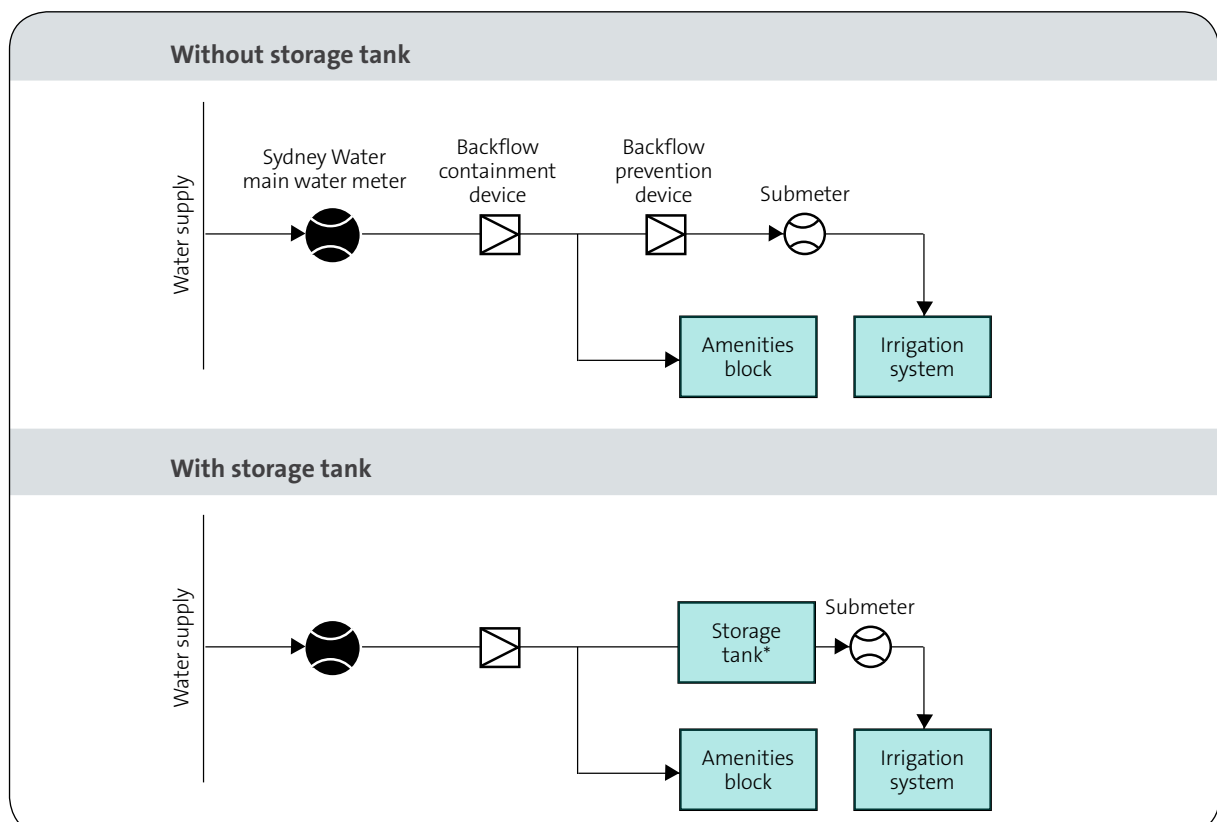 Without storage tank
Water supply
Sydney Water
main water meter
Backflow
containment
device
Backflow
prevention
device
Submeter
Amenities
block
Irrigation
system
With storage tank
Water supply
Storage
tank*
Submeter
Amenities
block
Irrigation
system